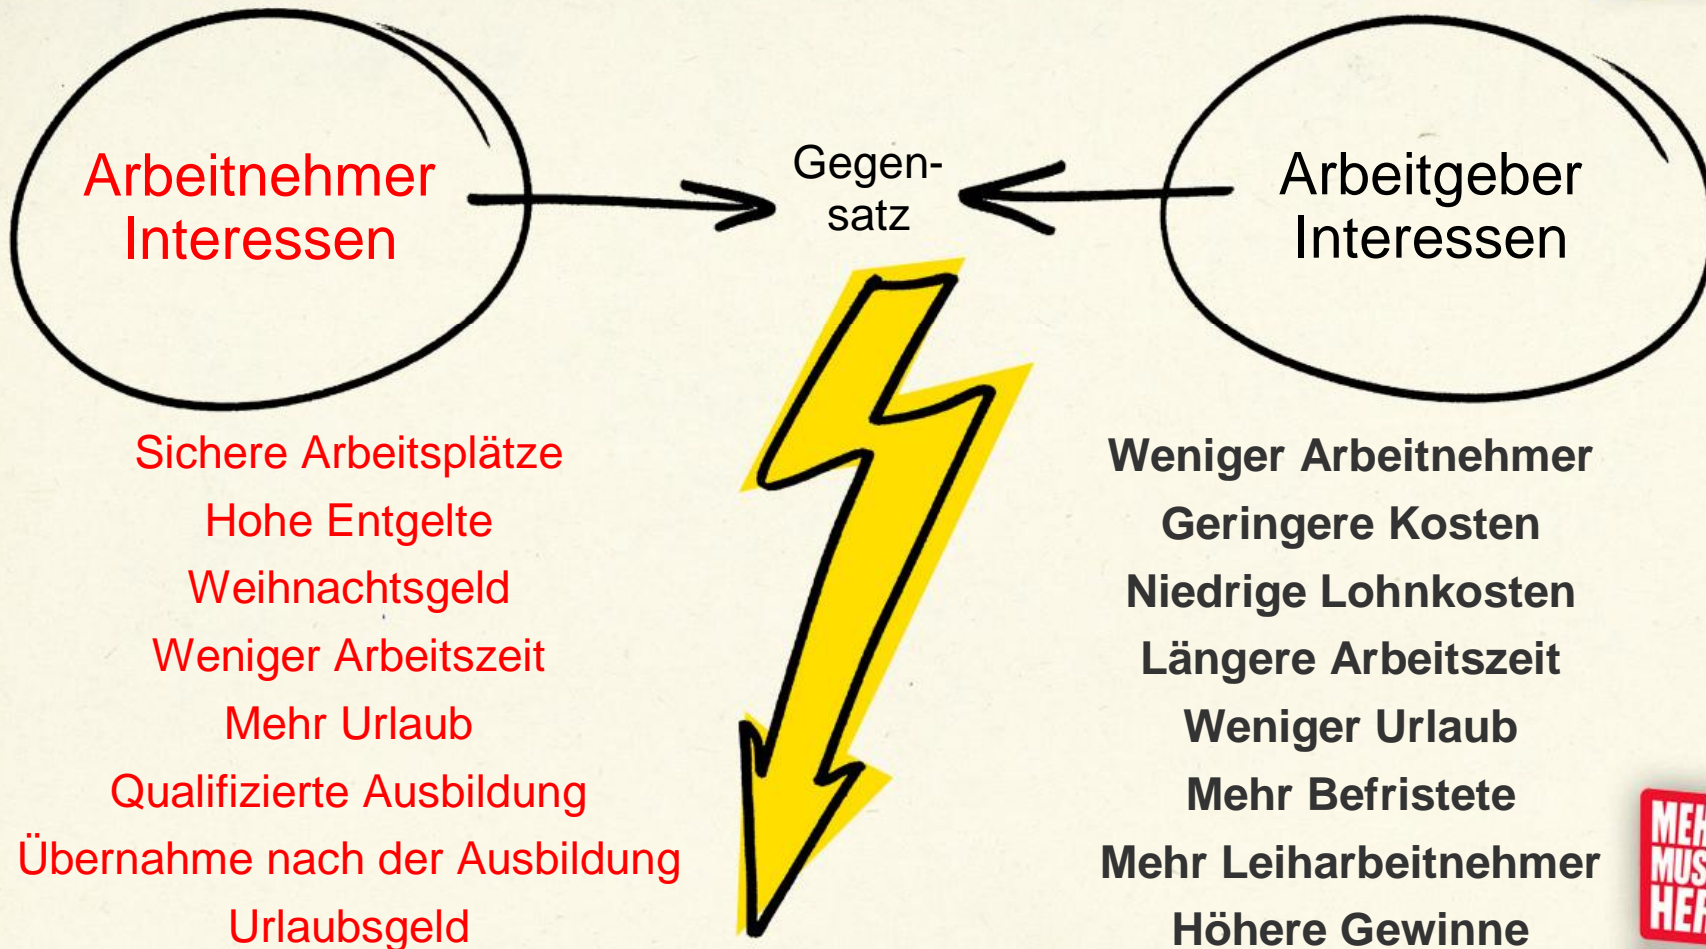 Arbeitnehmer
Interessen
Gegen-
satz
Arbeitgeber
Interessen
Sichere Arbeitsplätze
Hohe Entgelte
Weihnachtsgeld
Weniger Arbeitszeit
Mehr Urlaub
Qualifizierte Ausbildung
Übernahme nach der Ausbildung
Urlaubsgeld
Weniger Arbeitnehmer
Geringere Kosten
Niedrige Lohnkosten
Längere Arbeitszeit
Weniger Urlaub
Mehr Befristete
Mehr Leiharbeitnehmer
Höhere Gewinne